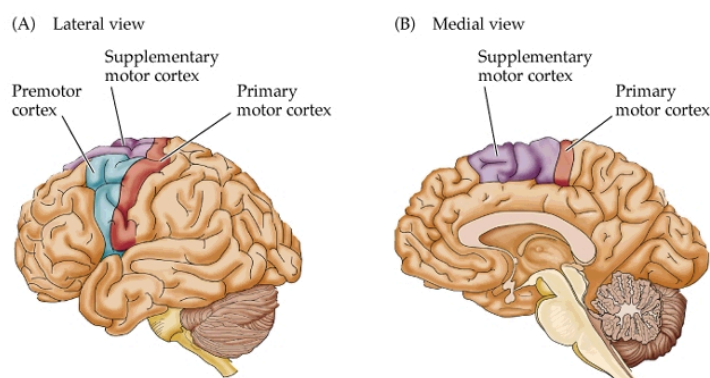 (A) Lateral view
Supplementary
motor cortex
Premotor
cortex
Primary
motor cortex
(B) Medial view
Supplementary
motor cortex
Primary
motor cortex